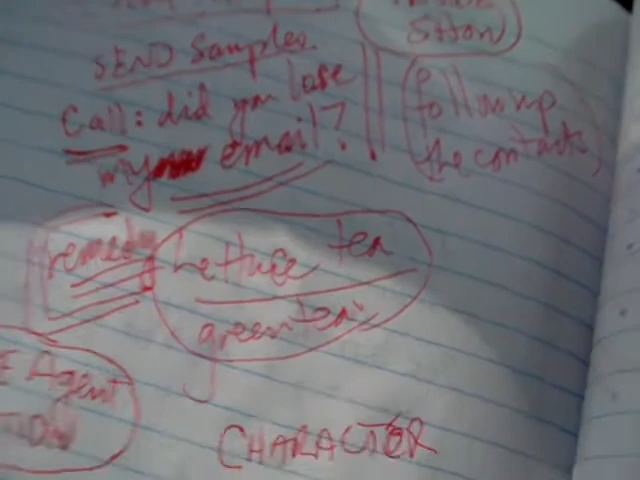 SEND Samples.
SHOW
Call: did you lose
my email?
follow up
the contacts
remedy
Lettuce tea
green tea
E Agent
CHARACTER